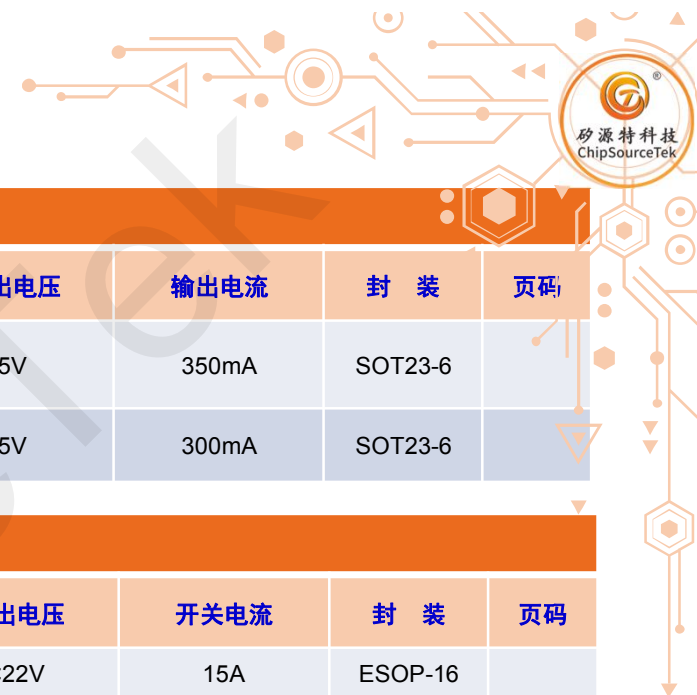 ®
矽源特科技
ChipSourceTek
出电压 输出电流 封 装 页码
5V 350mA SOT23-6
5V 300mA SOT23-6
出电压 开关电流 封 装 页码
22V 15A ESOP-16